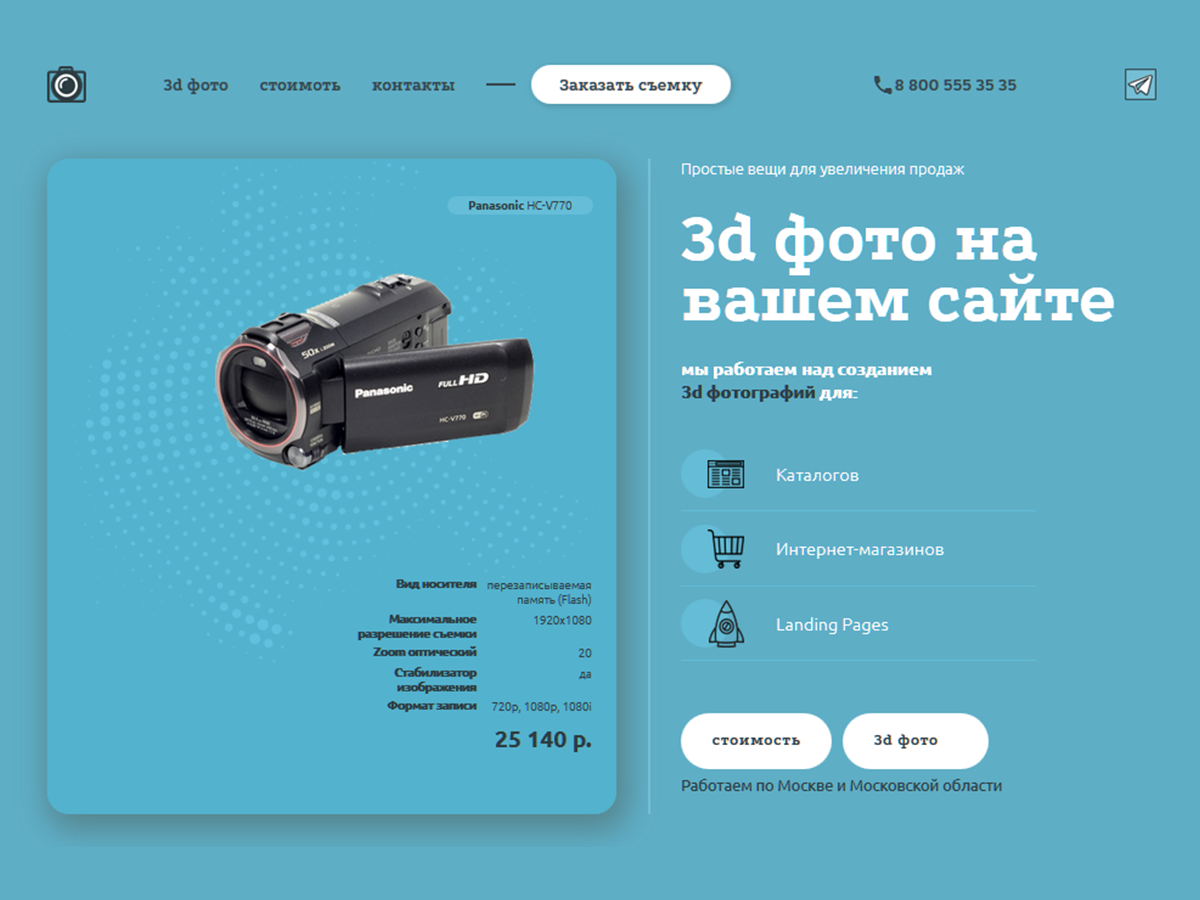 3d фото стоимоть контакты Заказать съемку 8 800 555 35 35
Panasonic HC-V770
50x
Panasonic
FULL HD
HC-V770
Вид носителя перезаписываемая
память (Flash)
Максимальное 1920x1080
разрешение съемки
Zoom оптический 20
Стабилизатор да
изображения
Формат записи 720p, 1080p, 1080i
25 140 р.
Простые вещи для увеличения продаж
3d фото на
вашем сайте
мы работаем над созданием
3d фотографий для:
Каталогов
Интернет-магазинов
Landing Pages
стоимость 3d фото
Работаем по Москве и Московской области